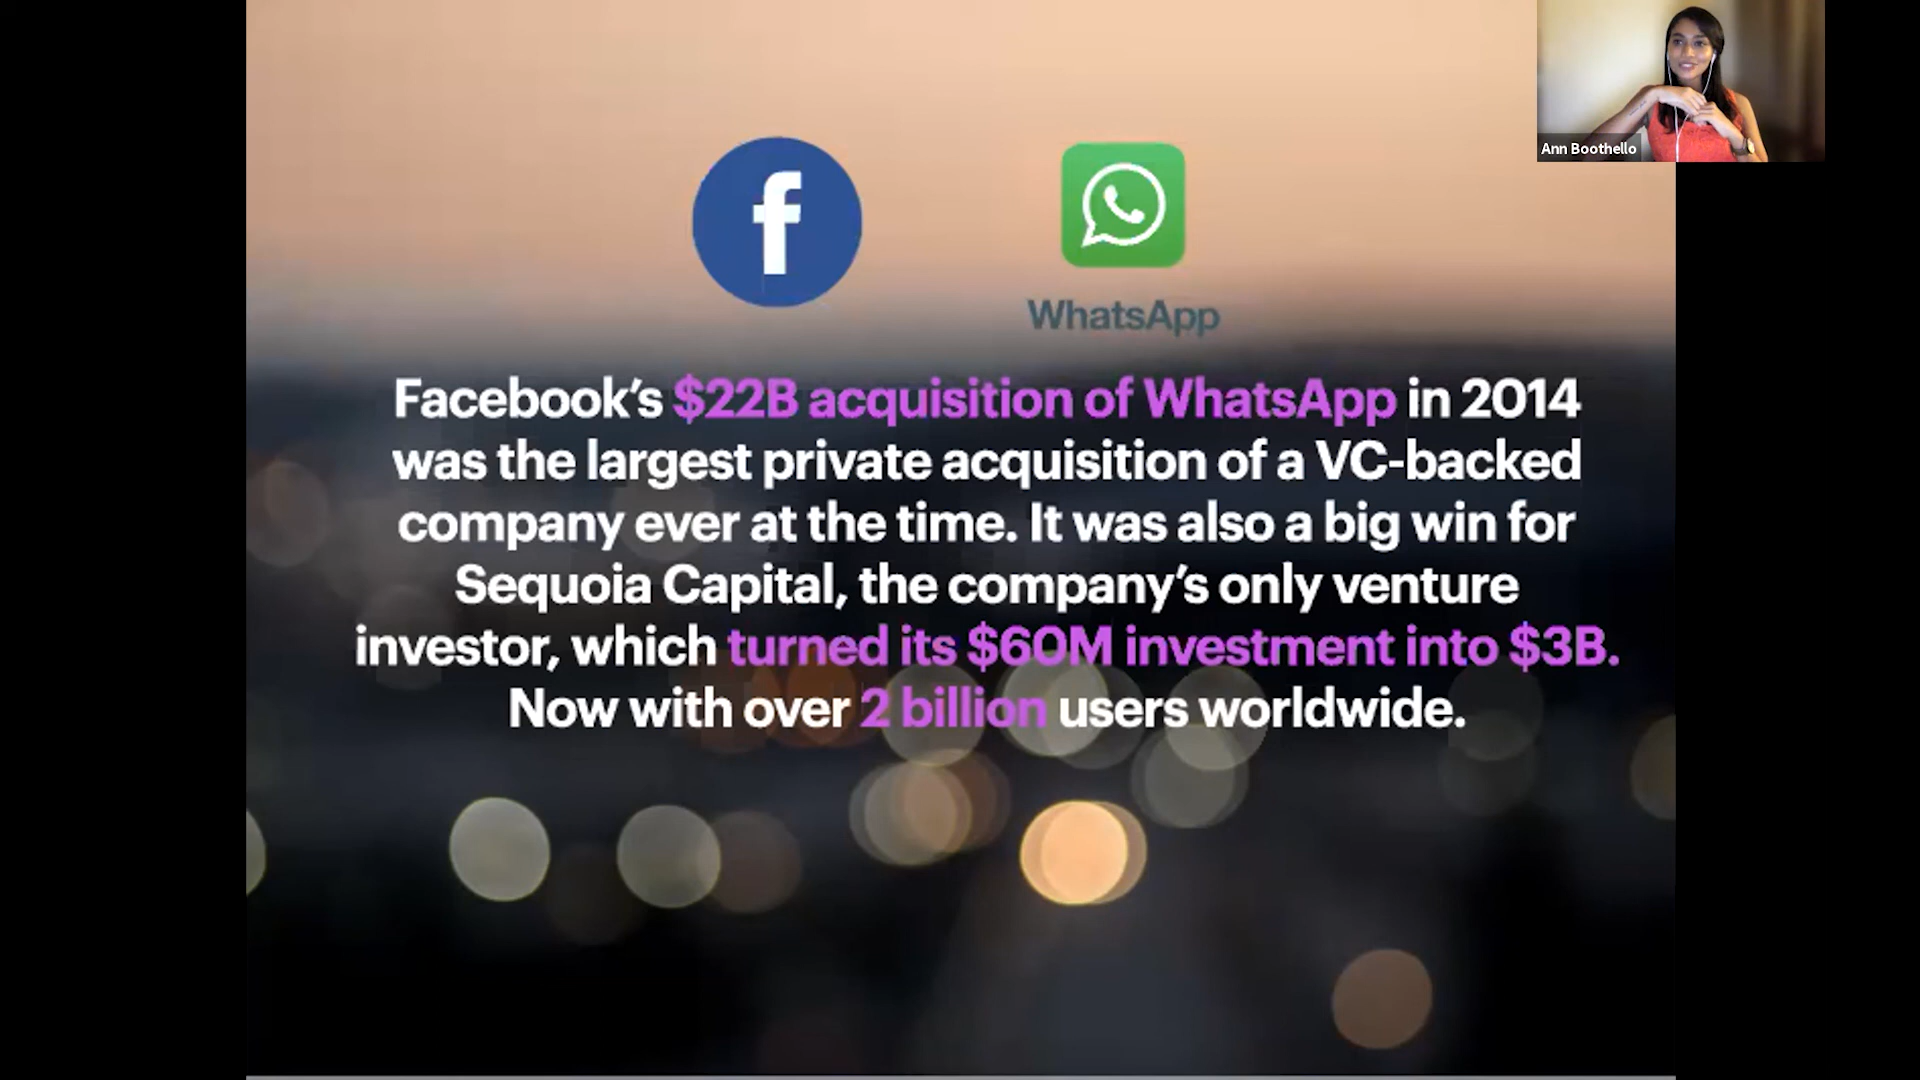 Ann Boothello
WhatsApp
Facebook’s $22B acquisition of WhatsApp in 2014
was the largest private acquisition of a VC-backed
company ever at the time. It was also a big win for
Sequoia Capital, the company’s only venture
investor, which turned its $60M investment into $3B.
Now with over 2 billion users worldwide.